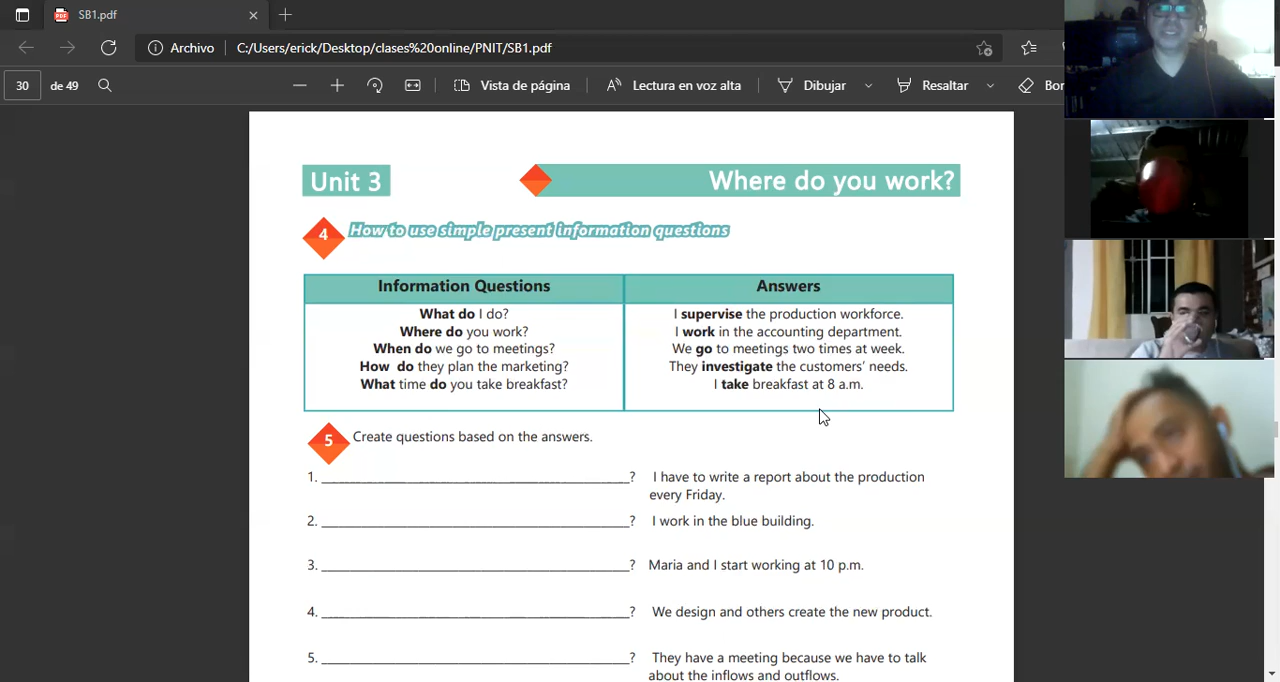 SB1.pdf
Archivo C:/Users/erick/Desktop/clases%20online/PNIT/SB1.pdf
30 de 49 Vista de página Lectura en voz alta Dibujar Resaltar Bor
Unit 3 Where do you work?
4 How to use simple present information questions
Information Questions Answers
What do I do? I supervise the production workforce.
Where do you work? I work in the accounting department.
When do we go to meetings? We go to meetings two times at week.
How do they plan the marketing? They investigate the customers’ needs.
What time do you take breakfast? I take breakfast at 8 a.m.
5 Create questions based on the answers.
1. ______________________________? I have to write a report about the production
every Friday.
2. ______________________________? I work in the blue building.
3. ______________________________? Maria and I start working at 10 p.m.
4. ______________________________? We design and others create the new product.
5. ______________________________? They have a meeting because we have to talk
about the inflows and outflows.